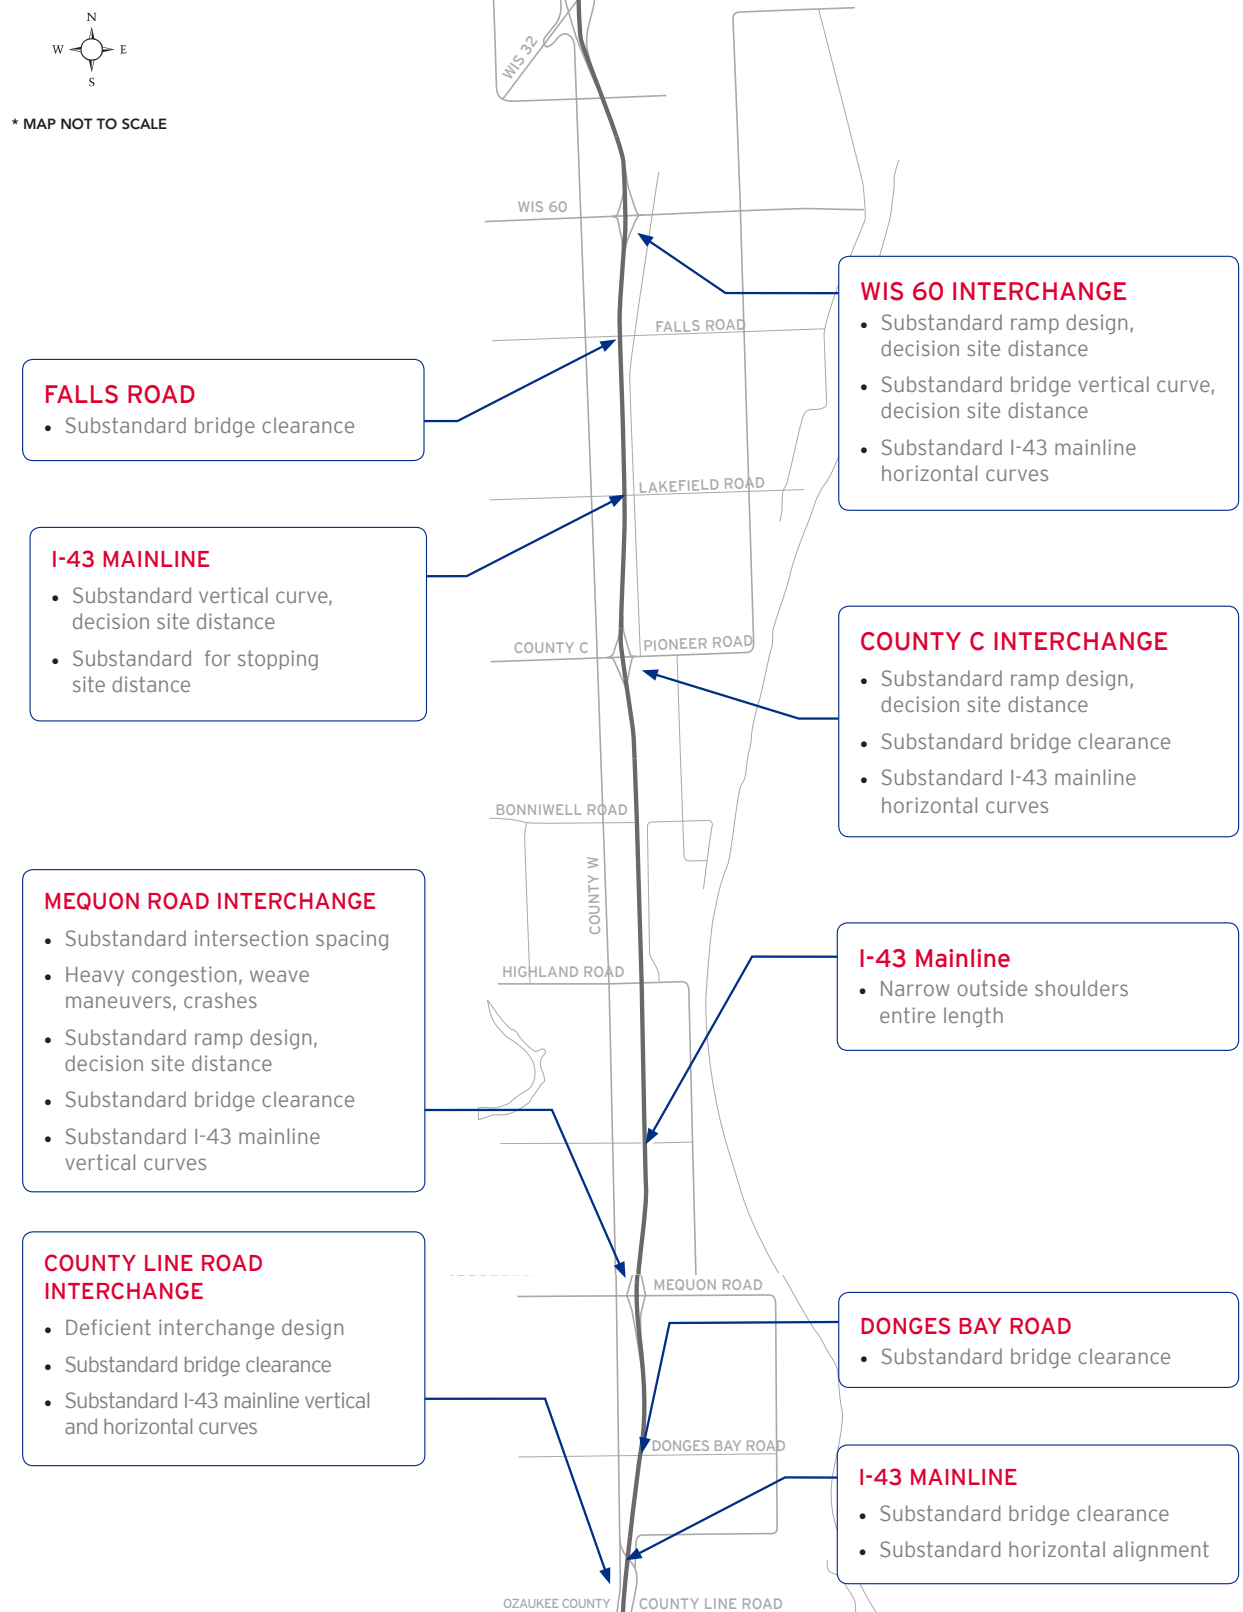 N
W
E
S
* MAP NOT TO SCALE
WIS 32
WIS 60
FALLS ROAD
LAKEFIELD ROAD
COUNTY C
PIONEER ROAD
BONNIWELL ROAD
COUNTY W
HIGHLAND ROAD
MEQUON ROAD
DONGES BAY ROAD
OZAUKEE COUNTY
COUNTY LINE ROAD
WIS 60 INTERCHANGE
• Substandard ramp design,
decision site distance
• Substandard bridge vertical curve,
decision site distance
• Substandard I-43 mainline
horizontal curves
FALLS ROAD
• Substandard bridge clearance
I-43 MAINLINE
• Substandard vertical curve,
decision site distance
• Substandard for stopping
site distance
COUNTY C INTERCHANGE
• Substandard ramp design,
decision site distance
• Substandard bridge clearance
• Substandard I-43 mainline
horizontal curves
MEQUON ROAD INTERCHANGE
• Substandard intersection spacing
• Heavy congestion, weave
maneuvers, crashes
• Substandard ramp design,
decision site distance
• Substandard bridge clearance
• Substandard I-43 mainline
vertical curves
I-43 Mainline
• Narrow outside shoulders
entire length
COUNTY LINE ROAD
INTERCHANGE
• Deficient interchange design
• Substandard bridge clearance
• Substandard I-43 mainline vertical
and horizontal curves
DONGES BAY ROAD
• Substandard bridge clearance
I-43 MAINLINE
• Substandard bridge clearance
• Substandard horizontal alignment